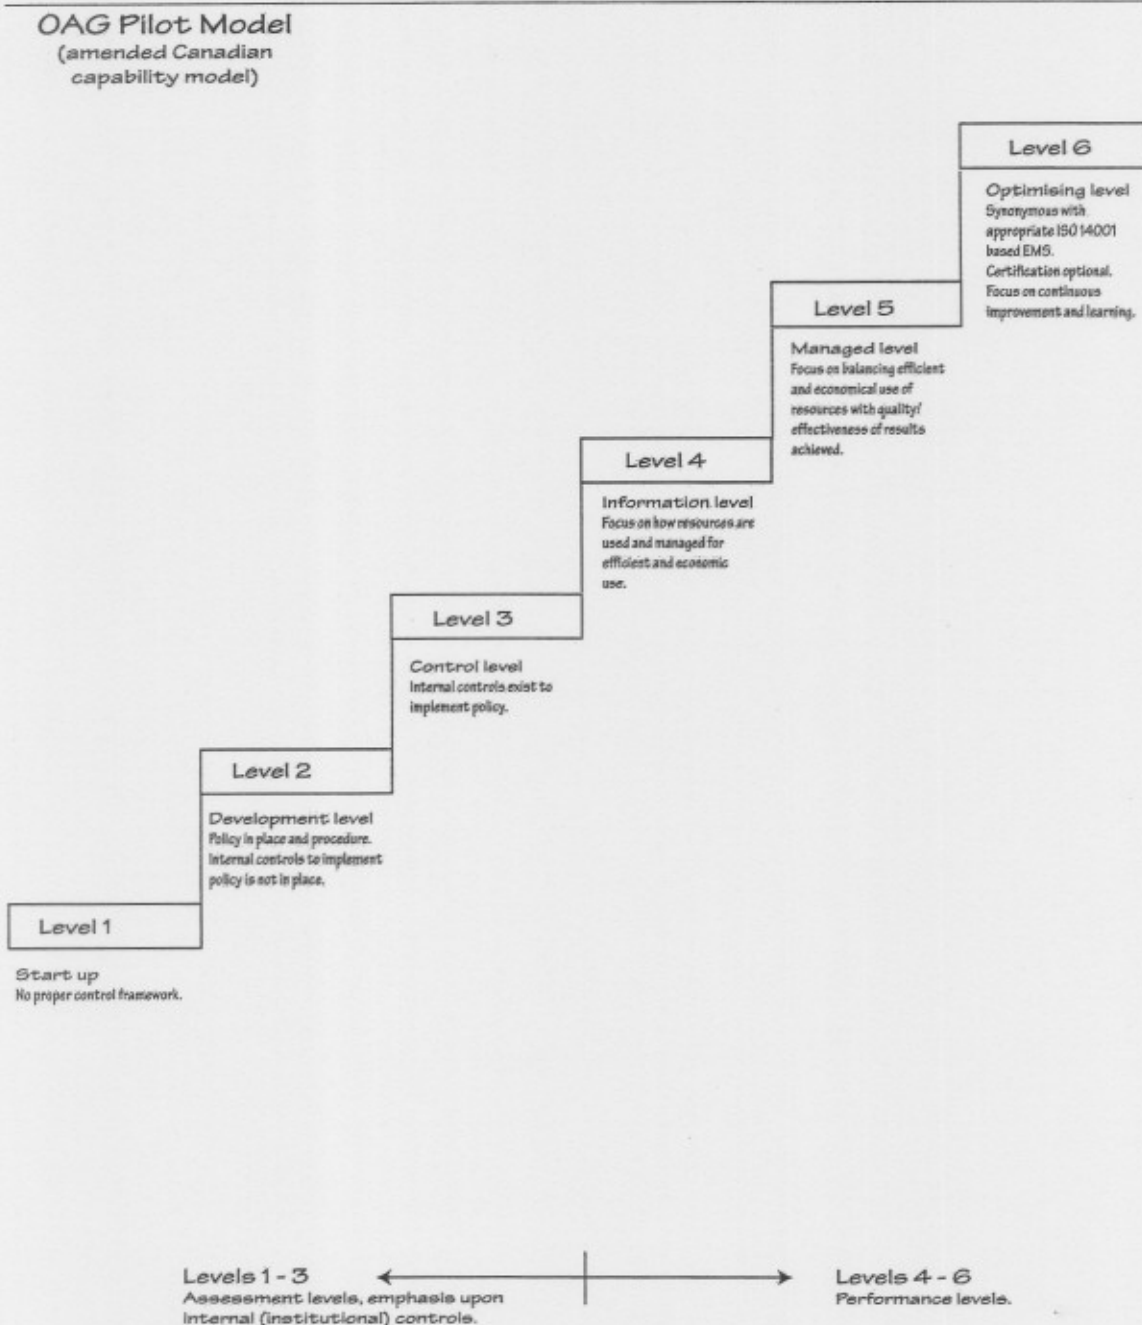 OAG Pilot Model
(amended Canadian
capability model)
Level 6
Optimising level
Synonymous with
appropriate ISO 14001
based EMS.
Certification optional.
Focus on continuous
improvement and learning.
Level 5
Managed level
Focus on balancing efficient
and economical use of
resources with quality/
effectiveness of results
achieved.
Level 4
Information level
Focus on how resources are
used and managed for
efficient and economic
use.
Level 3
Control level
Internal controls exist to
implement policy.
Level 2
Development level
Policy in place and procedure.
Internal controls to implement
policy is not in place.
Level 1
Start up
No proper control framework.
Levels 1 - 3
Assessment levels, emphasis upon
internal (institutional) controls.
Levels 4 - 6
Performance levels.